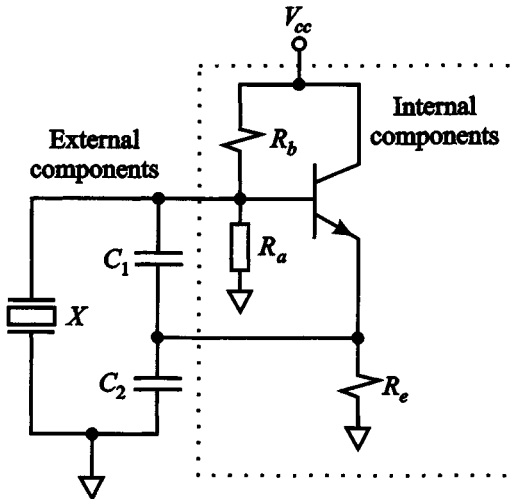 V_cc
Internal
components
External
components
R_b
R_a
C_1
X
C_2
R_e